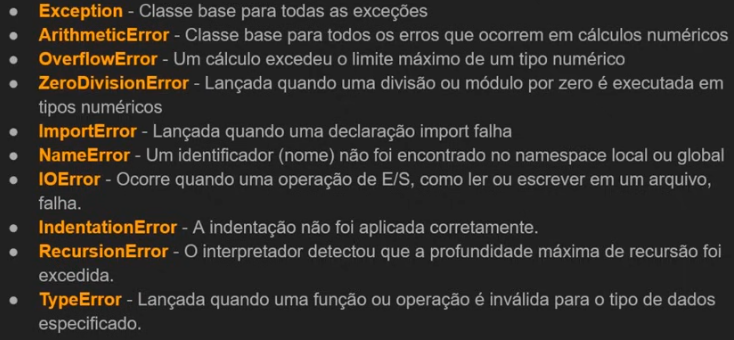 ● Exception - Classe base para todas as exceções
● ArithmeticError - Classe base para todos os erros que ocorrem em cálculos numéricos
● OverflowError - Um cálculo excedeu o limite máximo de um tipo numérico
● ZeroDivisionError - Lançada quando uma divisão ou módulo por zero é executada em
tipos numéricos
● ImportError - Lançada quando uma declaração import falha
● NameError - Um identificador (nome) não foi encontrado no namespace local ou global
● IOError - Ocorre quando uma operação de E/S, como ler ou escrever em um arquivo,
falha.
● IndentationError - A indentação não foi aplicada corretamente.
● RecursionError - O interpretador detectou que a profundidade máxima de recursão foi
excedida.
● TypeError - Lançada quando uma função ou operação é inválida para o tipo de dados
especificado.